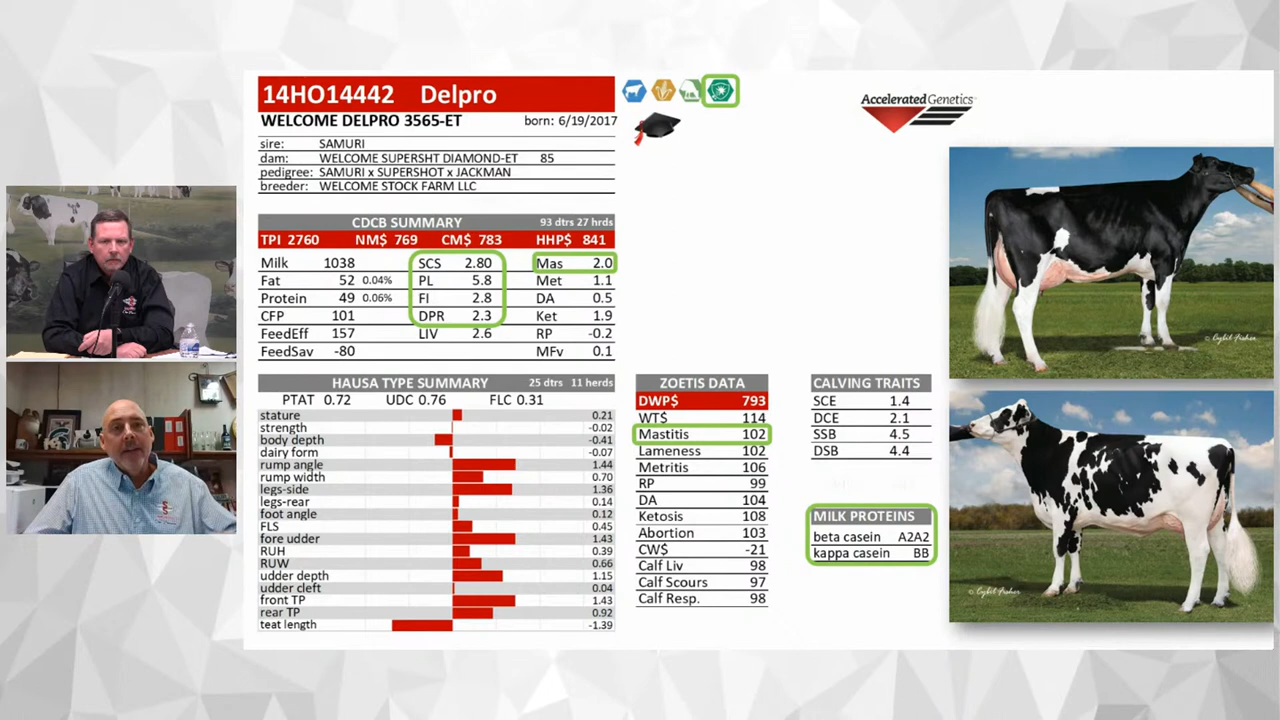 14HO14442 Delpro
WELCOME DELPRO 3565-ET born: 6/19/2017
sire: SAMURI
dam: WELCOME SUPERSHT DIAMOND-ET 85
pedigree: SAMURI x SUPERSHOT x JACKMAN
breeder: WELCOME STOCK FARM LLC
CDCB SUMMARY 93 dtrs 27 hrds
TPI 2760 NM$ 769 CM$ 783 HHP$ 841
Milk 1038 SCS 2.80 Mas 2.0
Fat 52 0.04% PL 5.8 Met 1.1
Protein 49 0.06% FI 2.8 DA 0.5
CFP 101 DPR 2.3 Ket 1.9
FeedEff 157 LIV 2.6 RP -0.2
FeedSav -80 MFv 0.1
HAUSA TYPE SUMMARY 25 dtrs 11 herds
PTAT 0.72 UDC 0.76 FLC 0.31
stature 0.21
strength -0.02
body depth -0.41
dairy form -0.07
rump angle 1.44
rump width 0.70
legs-side 1.36
legs-rear 0.14
foot angle 0.12
FLS 0.45
fore udder 1.43
RUH 0.39
RUW 0.66
udder depth 1.15
udder cleft 0.04
front TP 1.43
rear TP 0.92
teat length -1.39
ZOETIS DATA
DWP$ 793
WT$ 114
Mastitis 102
Lameness 102
Metritis 106
RP 99
DA 104
Ketosis 108
Abortion 103
CW$ -21
Calf Liv 98
Calf Scours 97
Calf Resp. 98
CALVING TRAITS
SCE 1.4
DCE 2.1
SSB 4.5
DSB 4.4
MILK PROTEINS
beta casein A2A2
kappa casein BB
Accelerated Genetics
© Cybil Fisher
© Cybil Fisher